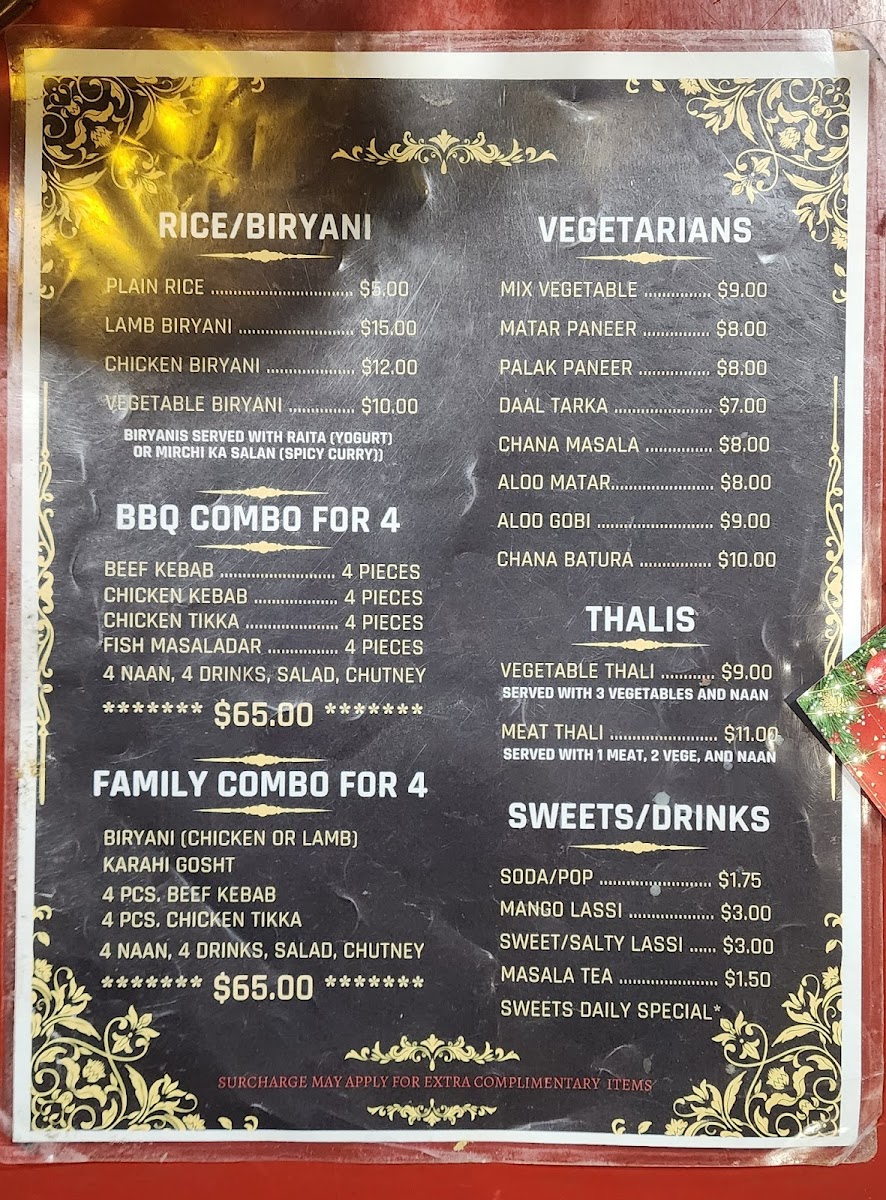 RICE/BIRYANI
PLAIN RICE ................................ $5.00
LAMB BIRYANI .......................... $15.00
CHICKEN BIRYANI .................... $12.00
VEGETABLE BIRYANI ............... $10.00
BIRYANIS SERVED WITH RAITA (YOGURT)
OR MIRCHI KA SALAN (SPICY CURRY))
BBQ COMBO FOR 4
BEEF KEBAB .......................... 4 PIECES
CHICKEN KEBAB ................... 4 PIECES
CHICKEN TIKKA ..................... 4 PIECES
FISH MASALADAR ................ 4 PIECES
4 NAAN, 4 DRINKS, SALAD, CHUTNEY
******* $65.00 *******
FAMILY COMBO FOR 4
BIRYANI (CHICKEN OR LAMB)
KARAHI GOSHT
4 PCS. BEEF KEBAB
4 PCS. CHICKEN TIKKA
4 NAAN, 4 DRINKS, SALAD, CHUTNEY
******* $65.00 *******
VEGETARIANS
MIX VEGETABLE ............... $9.00
MATAR PANEER ............... $8.00
PALAK PANEER ................ $8.00
DAAL TARKA ...................... $7.00
CHANA MASALA ............... $8.00
ALOO MATAR....................... $8.00
ALOO GOBI .......................... $9.00
CHANA BATURA ................ $10.00
THALIS
VEGETABLE THALI ............ $9.00
SERVED WITH 3 VEGETABLES AND NAAN
MEAT THALI ........................ $11.00
SERVED WITH 1 MEAT, 2 VEGE, AND NAAN
SWEETS/DRINKS
SODA/POP ......................... $1.75
MANGO LASSI ................... $3.00
SWEET/SALTY LASSI ...... $3.00
MASALA TEA ...................... $1.50
SWEETS DAILY SPECIAL*
SURCHARGE MAY APPLY FOR EXTRA COMPLIMENTARY ITEMS